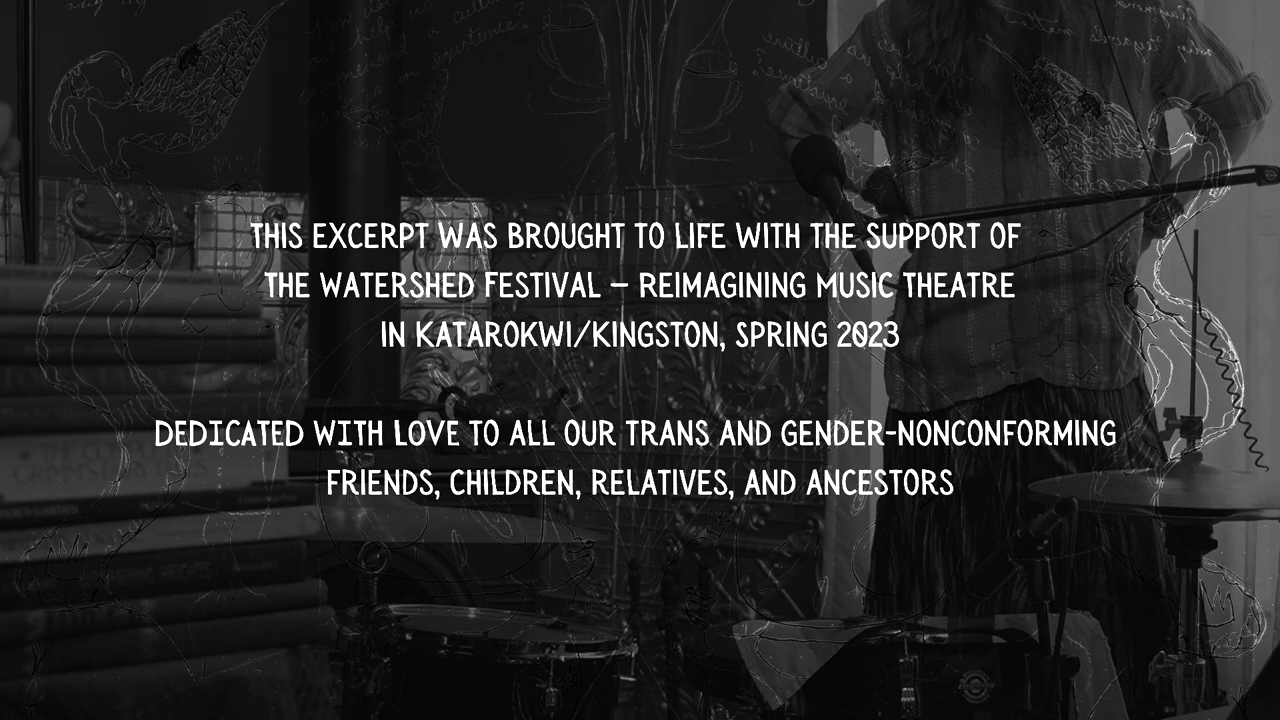 THIS EXCERPT WAS BROUGHT TO LIFE WITH THE SUPPORT OF
THE WATERSHED FESTIVAL – REIMAGINING MUSIC THEATRE
IN KATAROKWI/KINGSTON, SPRING 2023
DEDICATED WITH LOVE TO ALL OUR TRANS AND GENDER-NONCONFORMING
FRIENDS, CHILDREN, RELATIVES, AND ANCESTORS